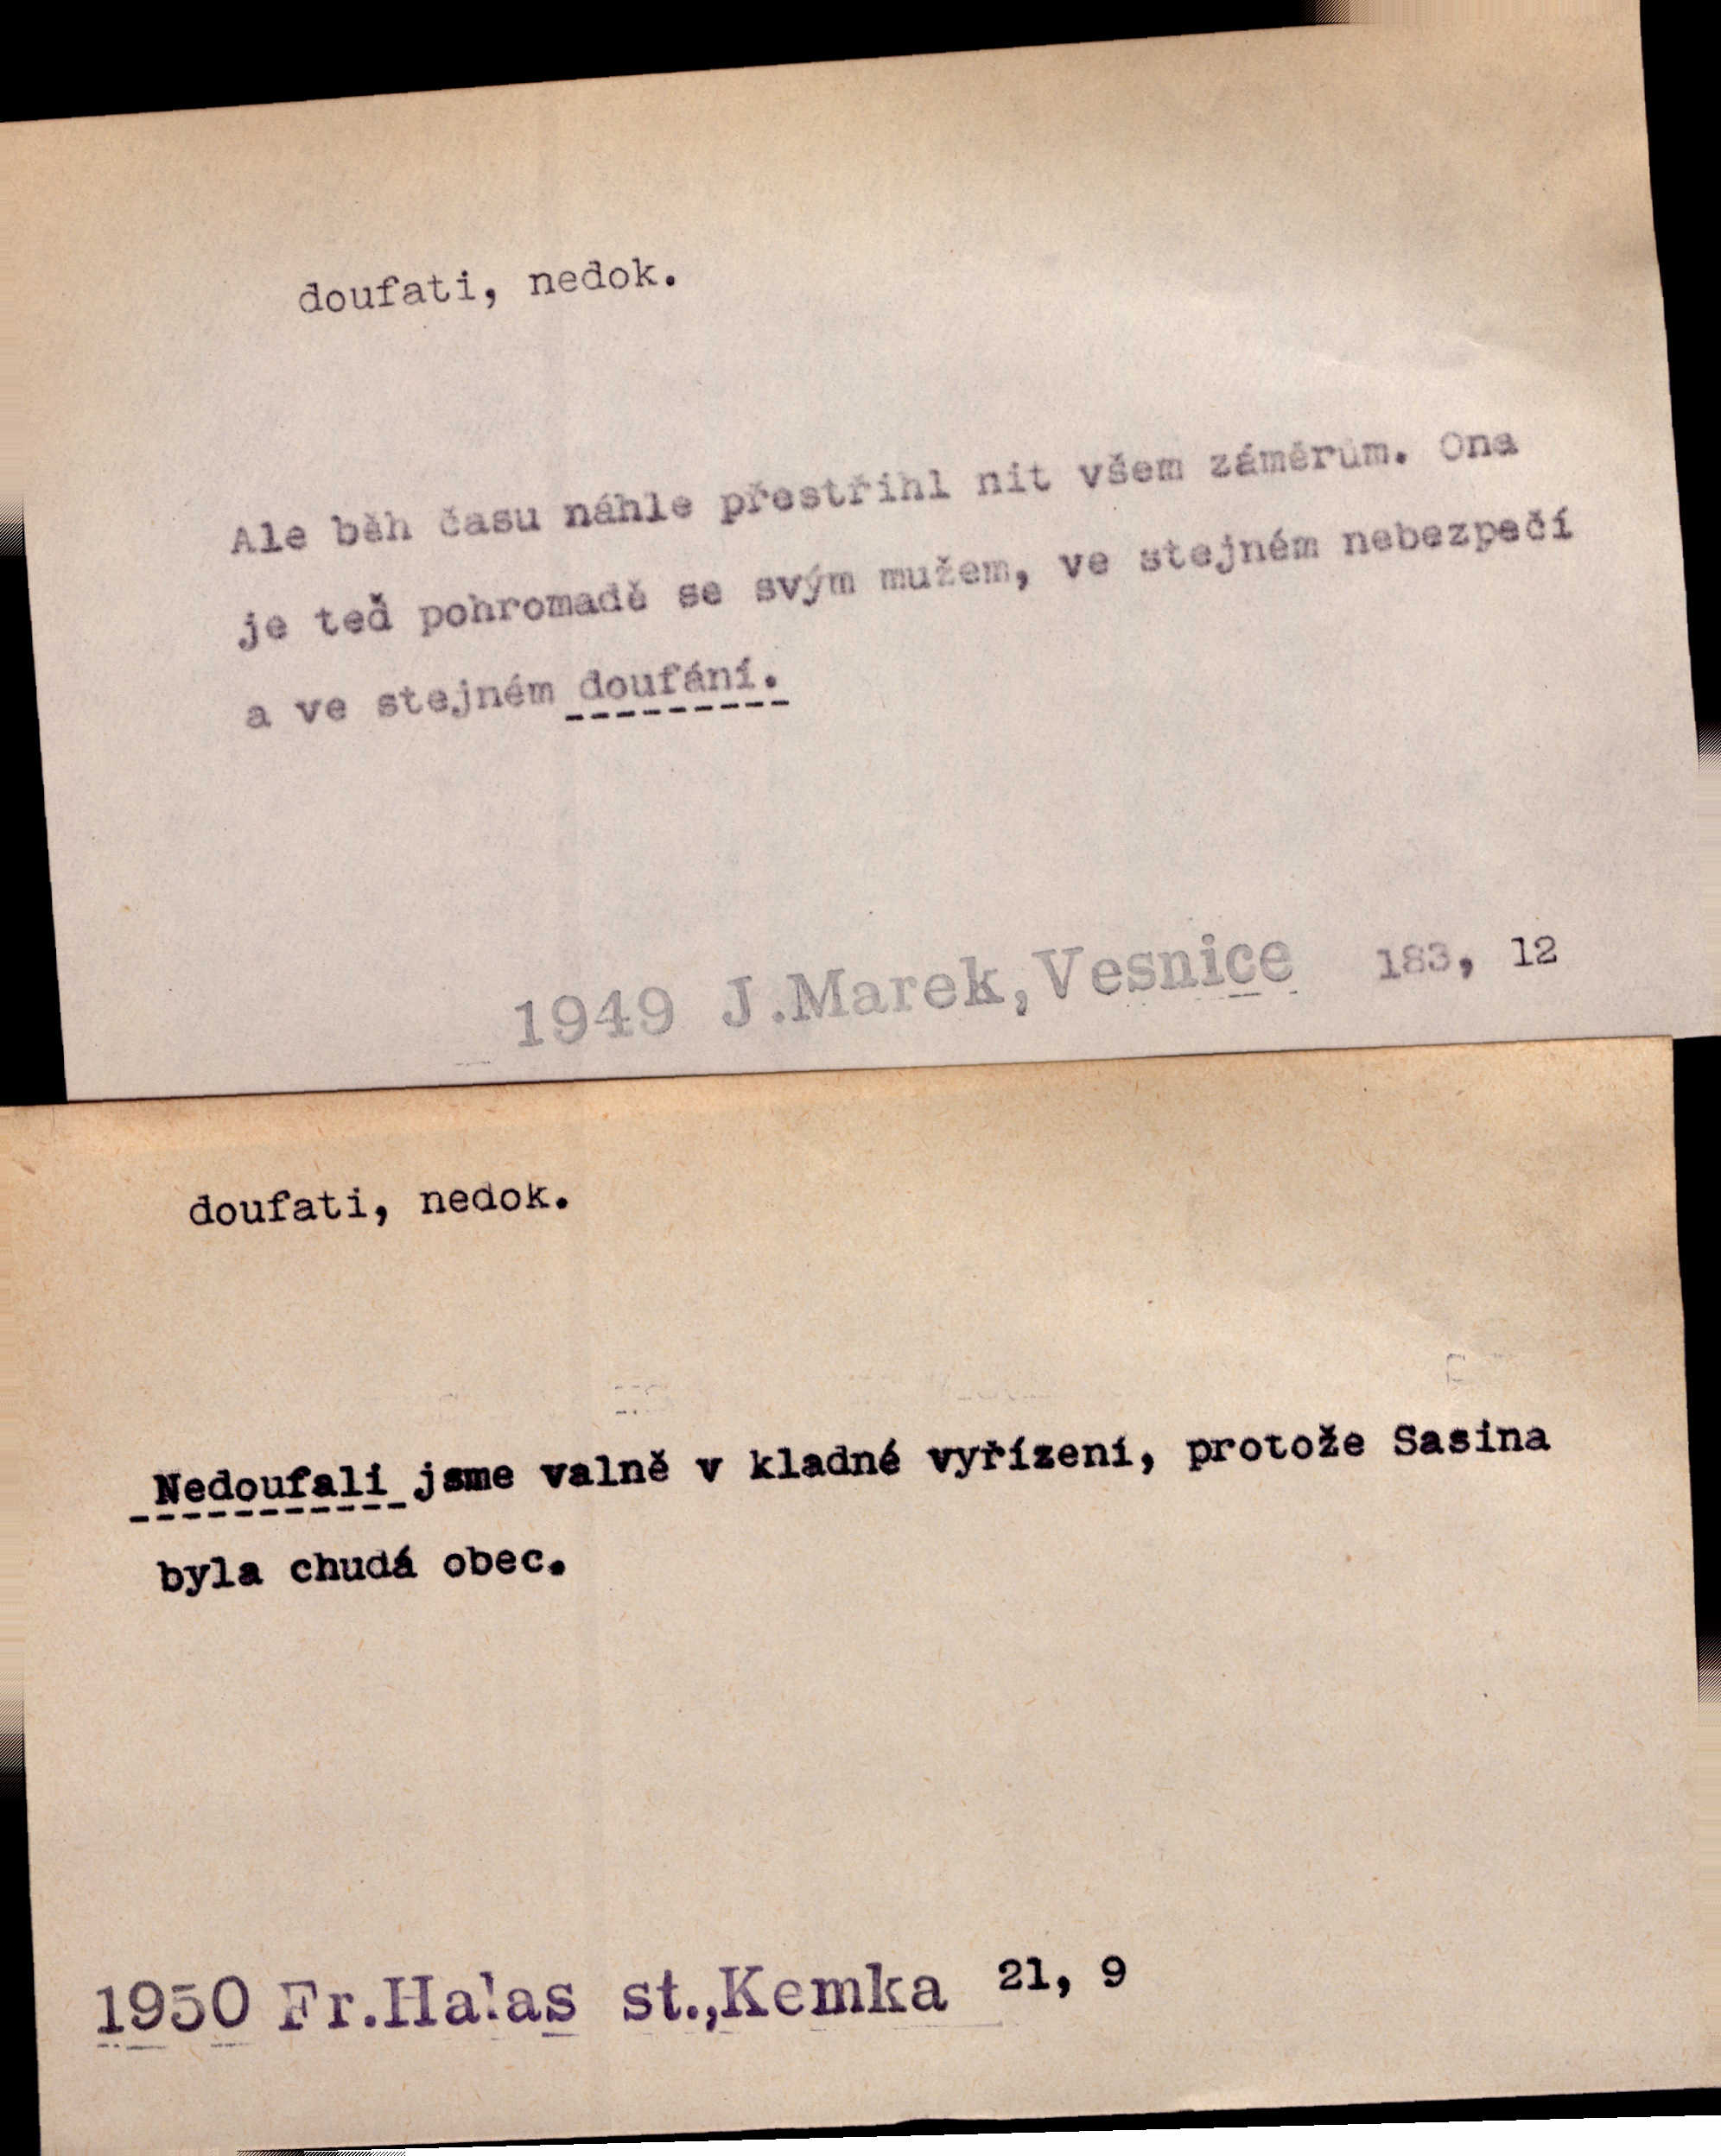 doufati, nedok.
Ale běh času náhle přestřihl nit všem záměrům. Ona
je teď pohromadě se svým mužem, ve stejném nebezpečí
a ve stejném doufání.
1949 J.Marek,Vesnice 183, 12
doufati, nedok.
Nedoufali jsme valně v kladné vyřízení, protože Sasina
byla chudá obec.
1950 Fr.Halas st.,Kemka 21, 9